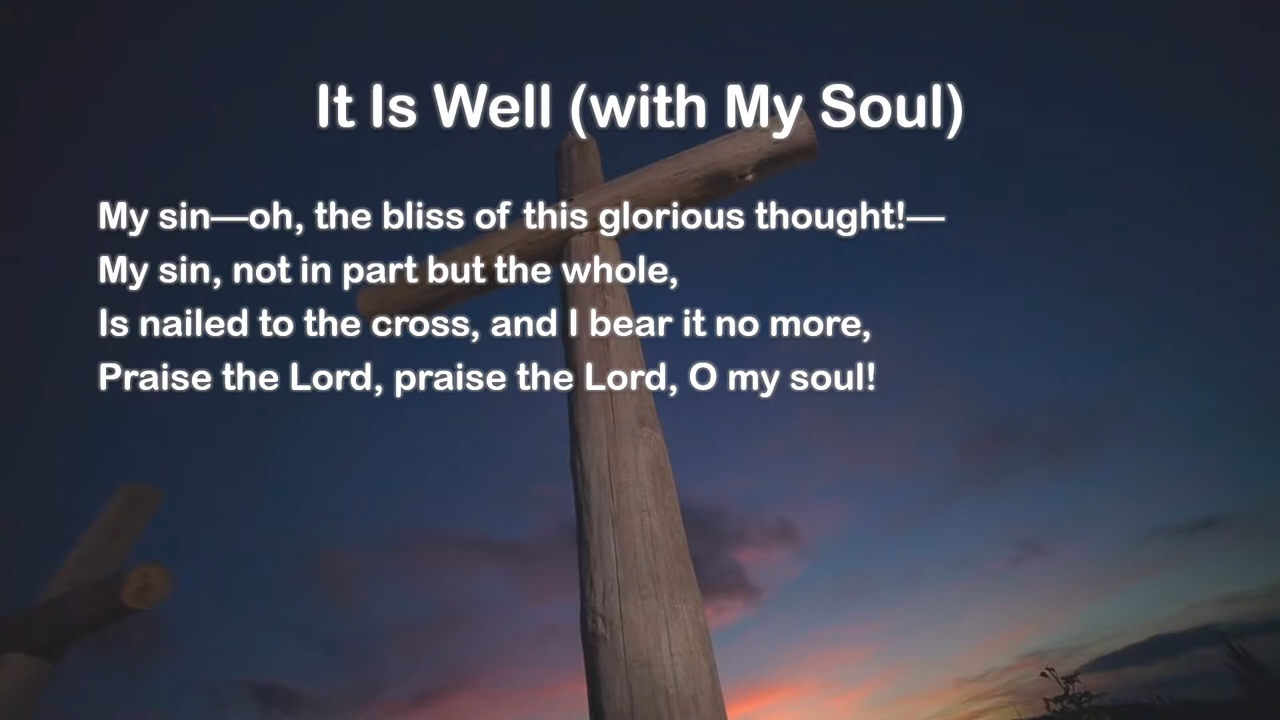 It Is Well (with My Soul)
My sin—oh, the bliss of this glorious thought!—
My sin, not in part but the whole,
Is nailed to the cross, and I bear it no more,
Praise the Lord, praise the Lord, O my soul!